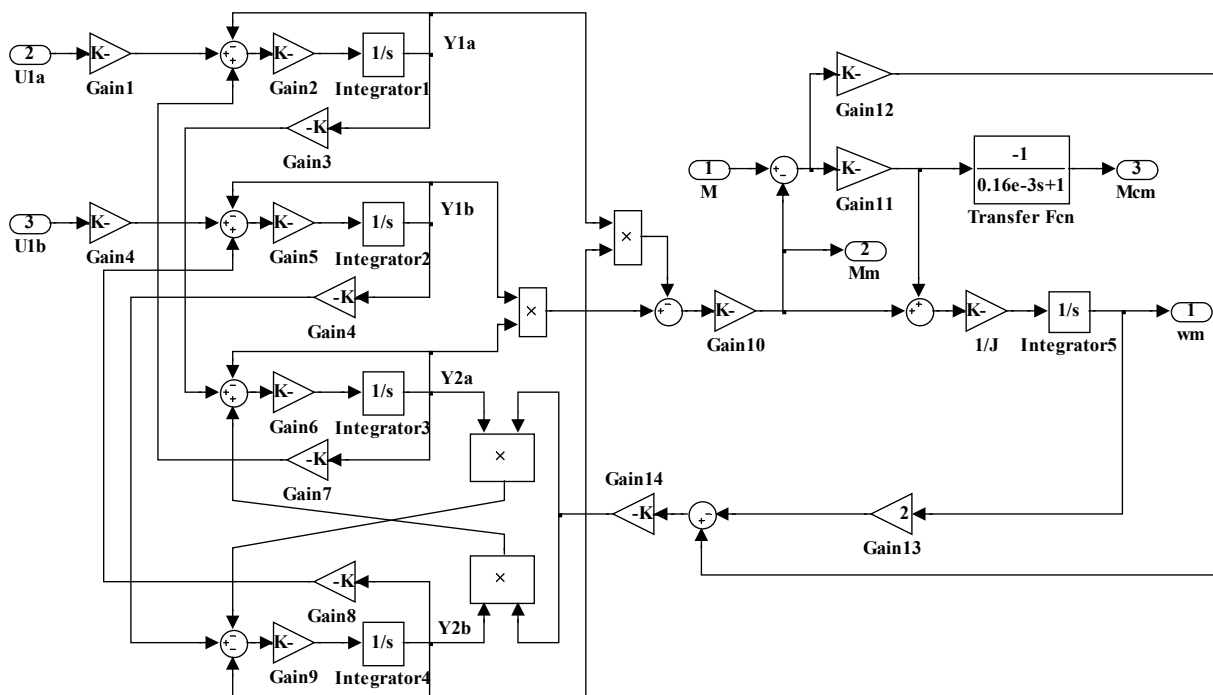 2
U1a
K-
Gain1
K-
Gain2
1/s
Integrator1
Y1a
-K
Gain3
3
U1b
K-
Gain4
K-
Gain5
1/s
Integrator2
Y1b
-K
Gain4
K-
Gain6
1/s
Integrator3
Y2a
-K
Gain7
-K
Gain8
K-
Gain9
1/s
Integrator4
Y2b
×
×
×
×
K-
Gain10
1
M
K-
Gain12
K-
Gain11
-1
0.16e-3s+1
Transfer Fcn
3
Mcm
2
Mm
K-
1/J
1/s
Integrator5
1
wm
2
Gain13
Gain14
-K